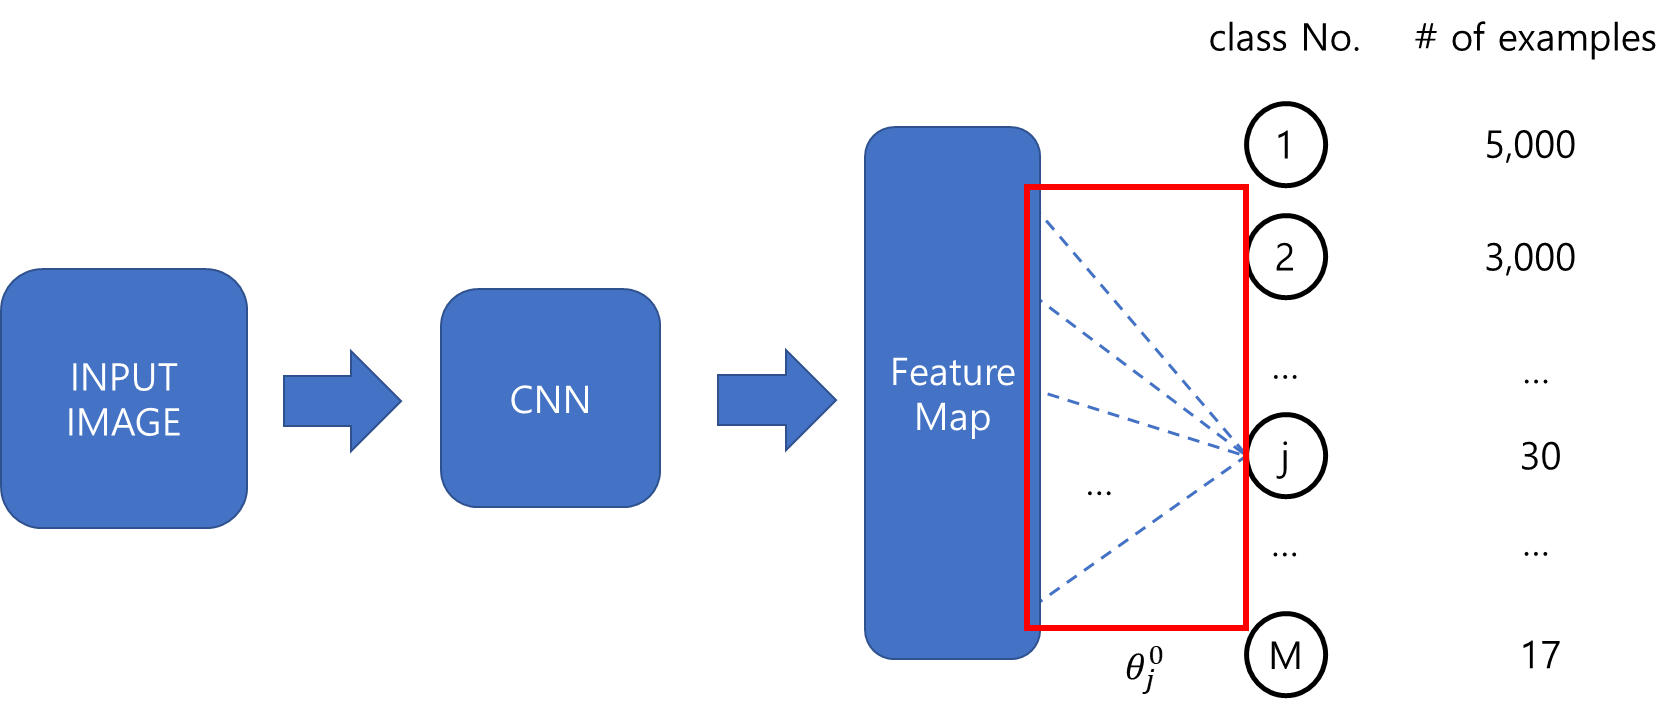 class No. # of examples
1 5,000
2 3,000
... ...
INPUT
IMAGE
CNN
Feature
Map
j 30
...
... ...
M 17
θ_j^0